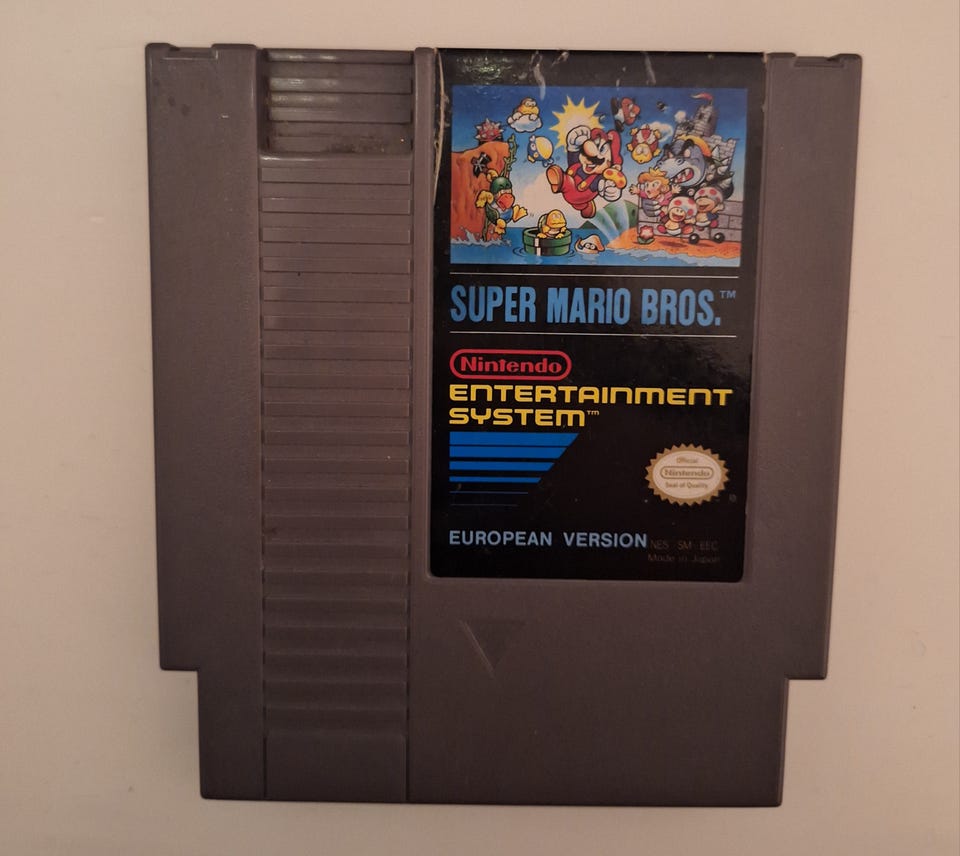 SUPER MARIO BROS.™
Nintendo
ENTERTAINMENT
SYSTEM™
Official
Nintendo
Seal of Quality
®
EUROPEAN VERSION NES SM EEC
Made in Japan